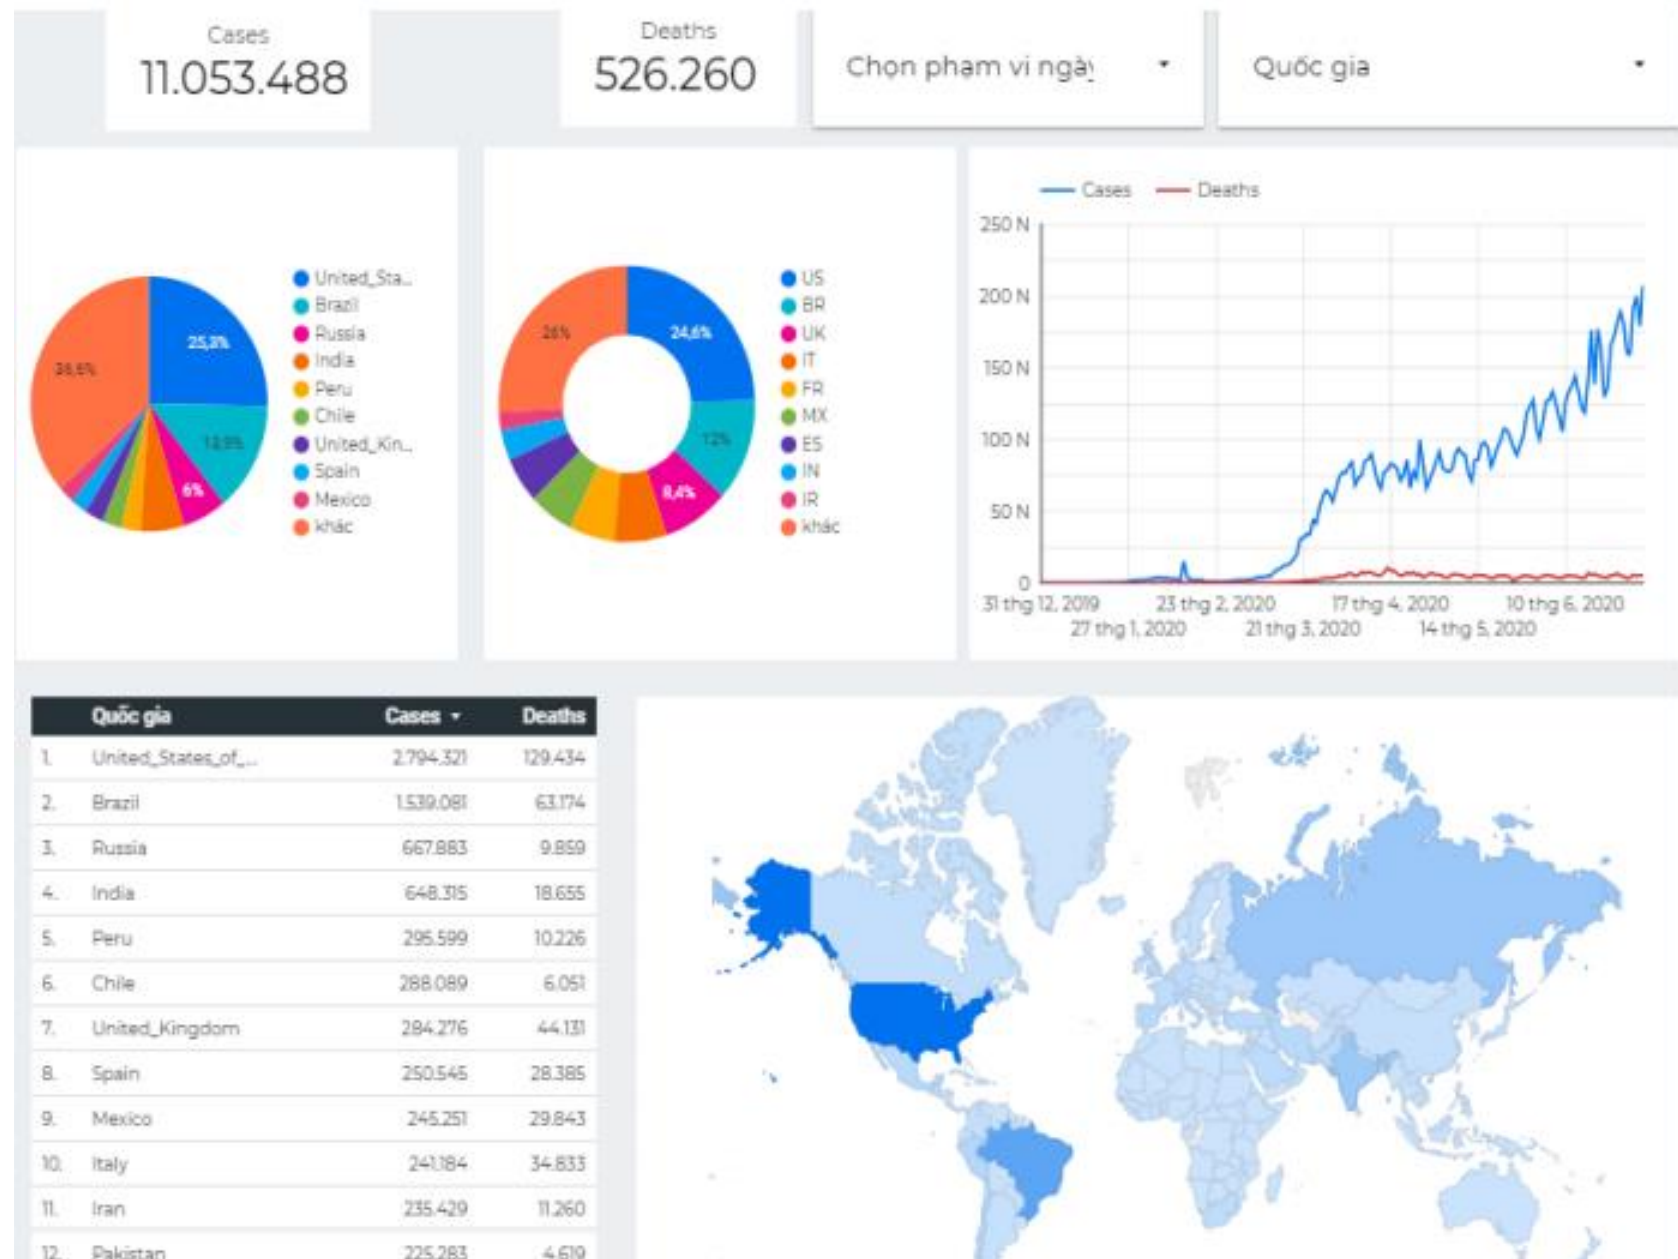 Cases
11.053.488
Deaths
526.260
Chọn phạm vi ngày
Quốc gia
25,3%
13,9%
6%
36,6%
United_Sta...
Brazil
Russia
India
Peru
Chile
United_Kin...
Spain
Mexico
khác
24,6%
12%
8,4%
26%
US
BR
UK
IT
FR
MX
ES
IN
IR
khác
Cases Deaths
250 N
200 N
150 N
100 N
50 N
0
31 thg 12, 2019 23 thg 2, 2020 17 thg 4, 2020 10 thg 6, 2020
27 thg 1, 2020 21 thg 3, 2020 14 thg 5, 2020
Quốc gia Cases Deaths
1. United_States_of_... 2.794.321 129.434
2. Brazil 1.539.081 63.174
3. Russia 667.883 9.859
4. India 648.315 18.655
5. Peru 295.599 10.226
6. Chile 288.089 6.051
7. United_Kingdom 284.276 44.131
8. Spain 250.545 28.385
9. Mexico 245.251 29.843
10. Italy 241.184 34.833
11. Iran 235.429 11.260
12. Pakistan 225.283 4.619